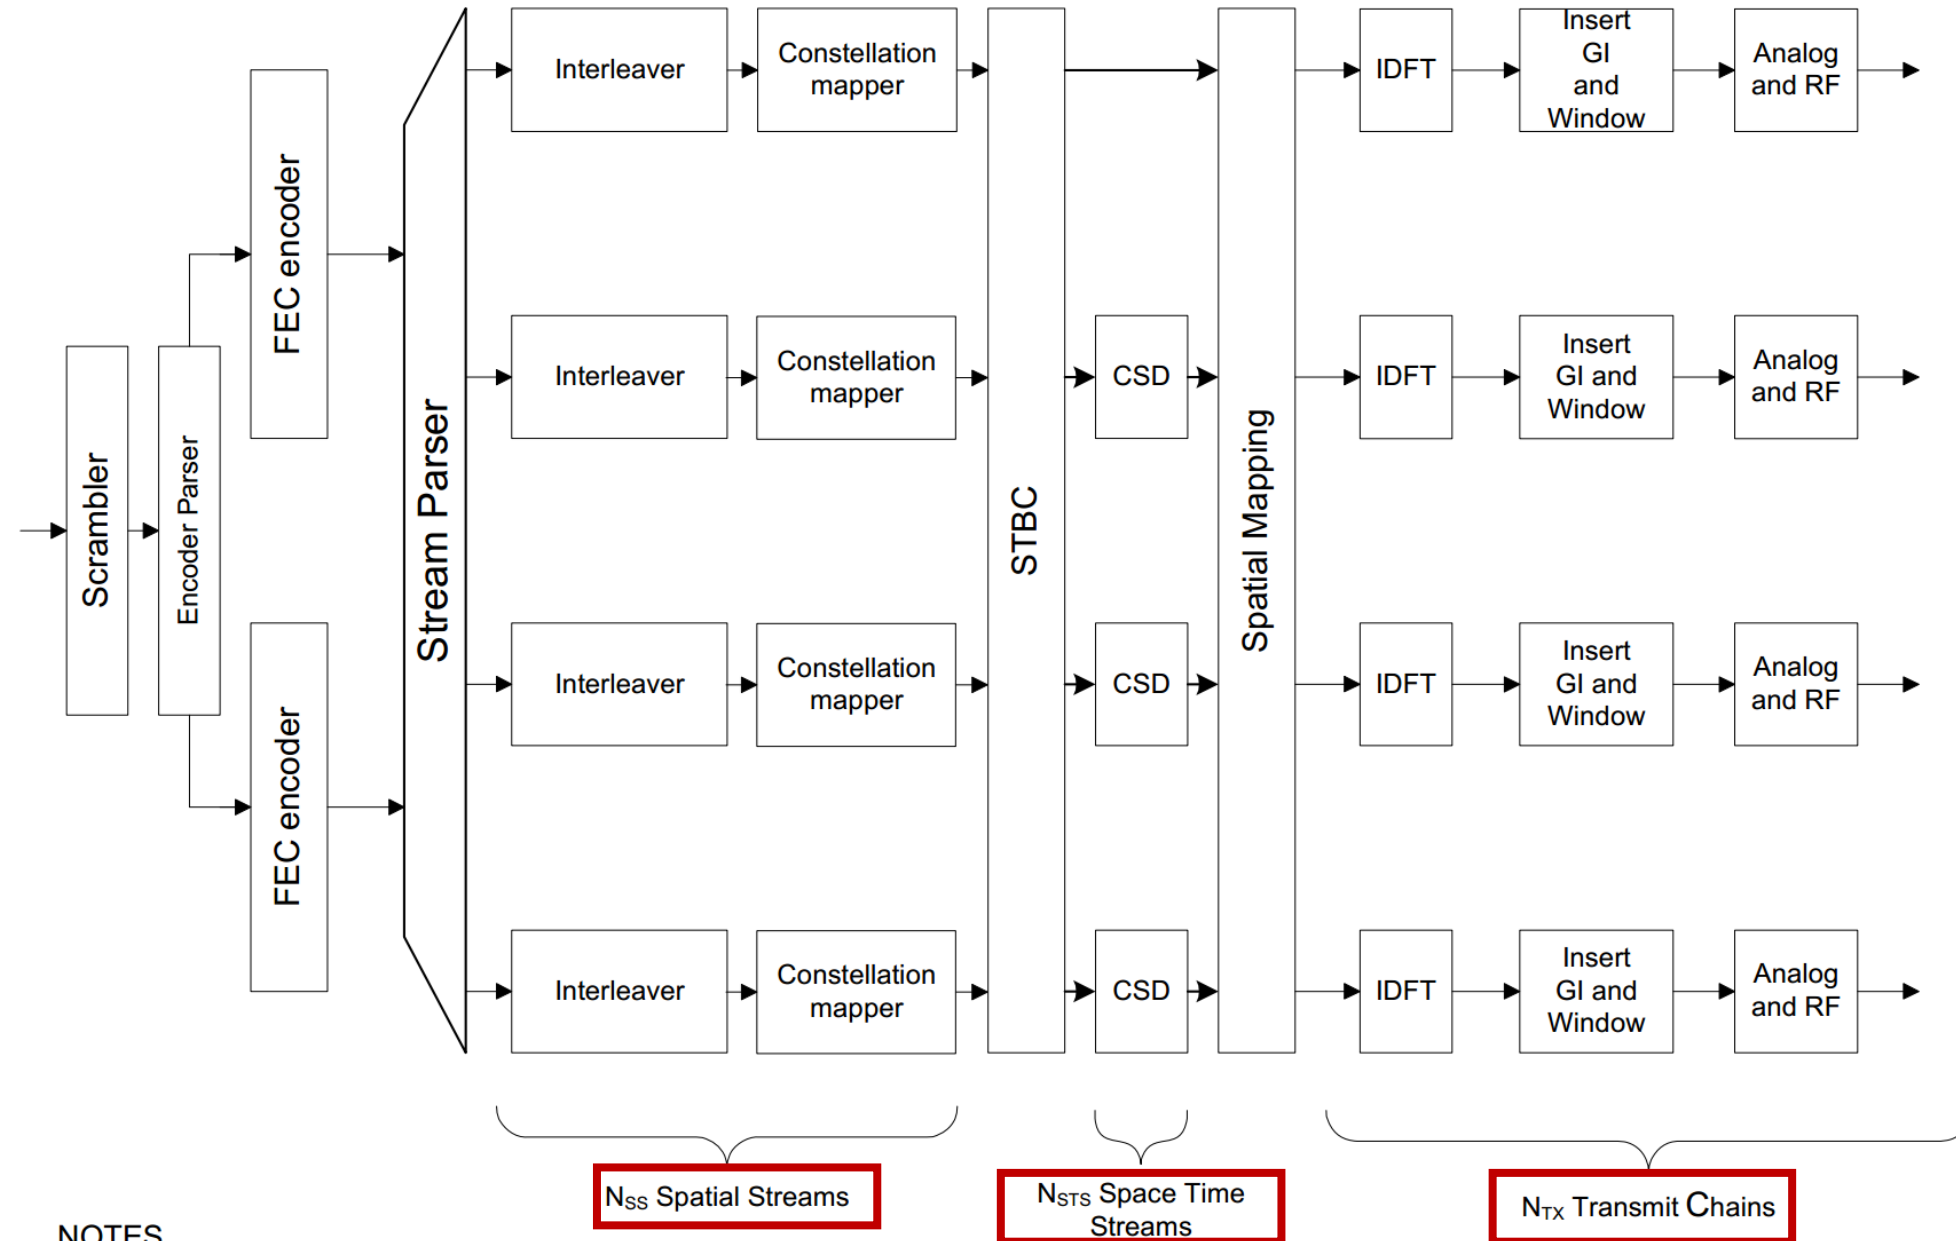 Scrambler
Encoder Parser
FEC encoder
FEC encoder
Stream Parser
Interleaver
Constellation
mapper
Interleaver
Constellation
mapper
Interleaver
Constellation
mapper
Interleaver
Constellation
mapper
STBC
CSD
CSD
CSD
Spatial Mapping
IDFT
Insert
GI
and
Window
Analog
and RF
IDFT
Insert
GI and
Window
Analog
and RF
IDFT
Insert
GI and
Window
Analog
and RF
IDFT
Insert
GI and
Window
Analog
and RF
NSS Spatial Streams
NSTS Space Time
Streams
NTX Transmit Chains
NOTES